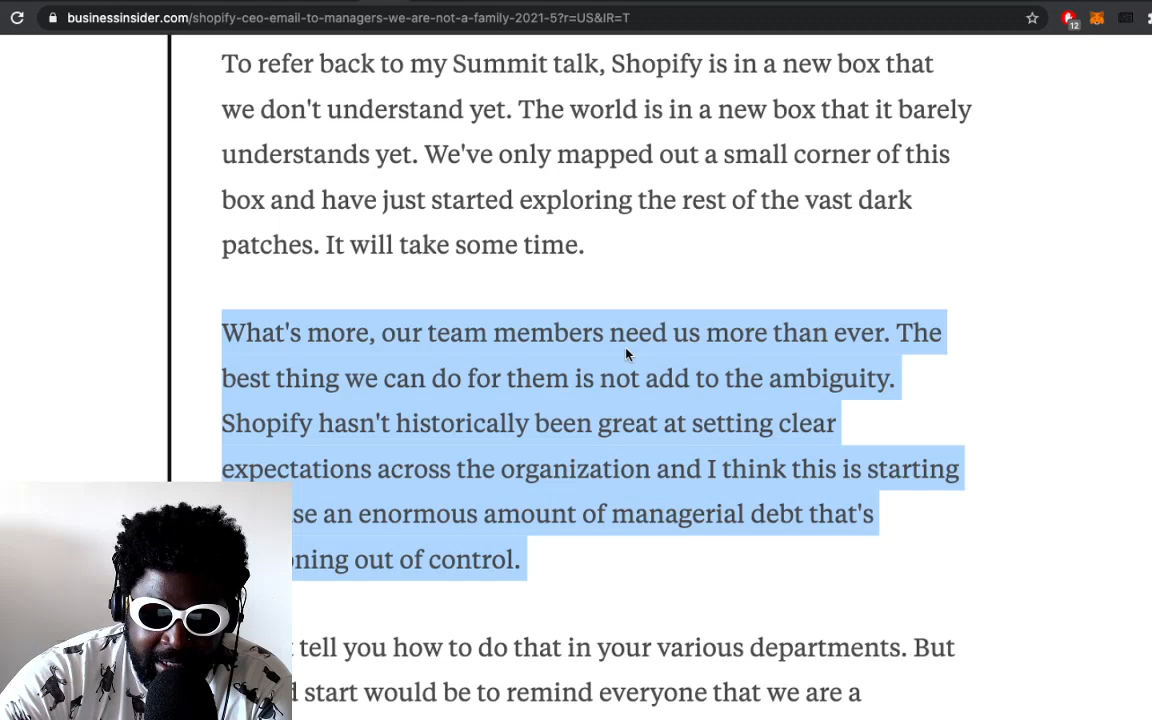 businessinsider.com/shopify-ceo-email-to-managers-we-are-not-a-family-2021-5?r=US&IR=T
12
To refer back to my Summit talk, Shopify is in a new box that
we don't understand yet. The world is in a new box that it barely
understands yet. We've only mapped out a small corner of this
box and have just started exploring the rest of the vast dark
patches. It will take some time.
What's more, our team members need us more than ever. The
best thing we can do for them is not add to the ambiguity.
Shopify hasn't historically been great at setting clear
expectations across the organization and I think this is starting
se an enormous amount of managerial debt that's
ning out of control.
tell you how to do that in your various departments. But
start would be to remind everyone that we are a